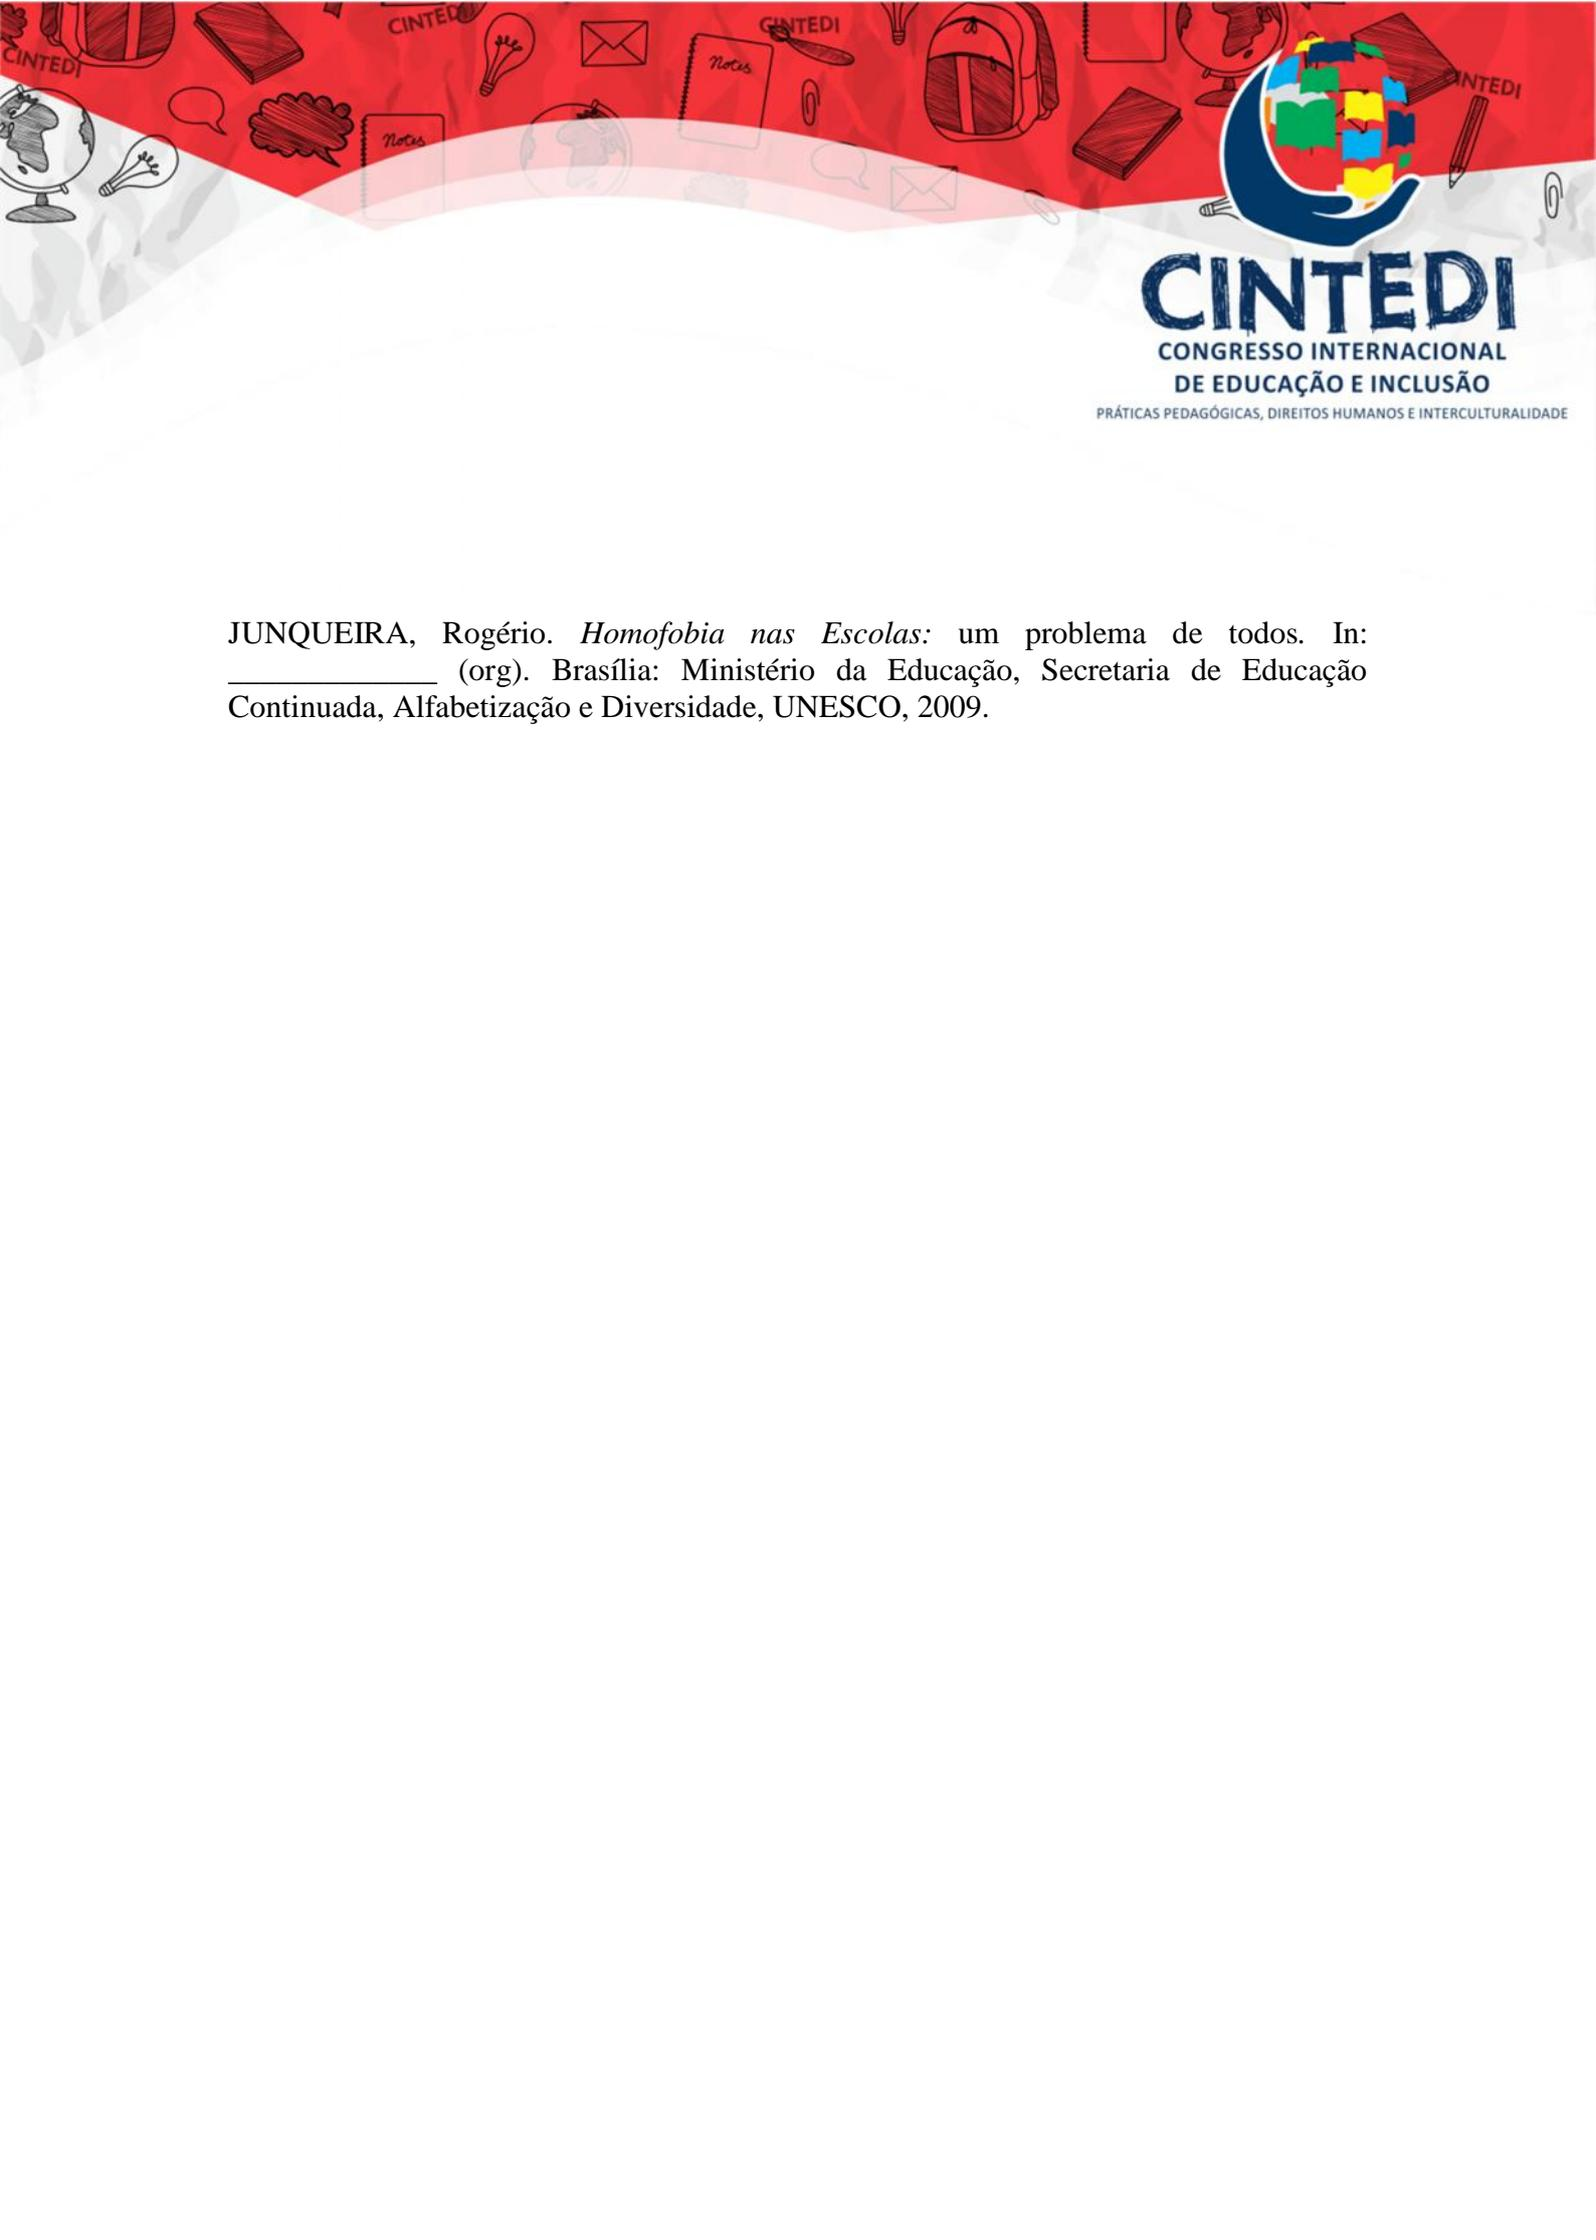 CINTEDI
CINTEDI
CINTEDI
INTEDI
Notes
Notes
CINTEDI
CONGRESSO INTERNACIONAL
DE EDUCAÇÃO E INCLUSÃO
PRÁTICAS PEDAGÓGICAS, DIREITOS HUMANOS E INTERCULTURALIDADE
JUNQUEIRA, Rogério. Homofobia nas Escolas: um problema de todos. In:
_____________ (org). Brasília: Ministério da Educação, Secretaria de Educação
Continuada, Alfabetização e Diversidade, UNESCO, 2009.